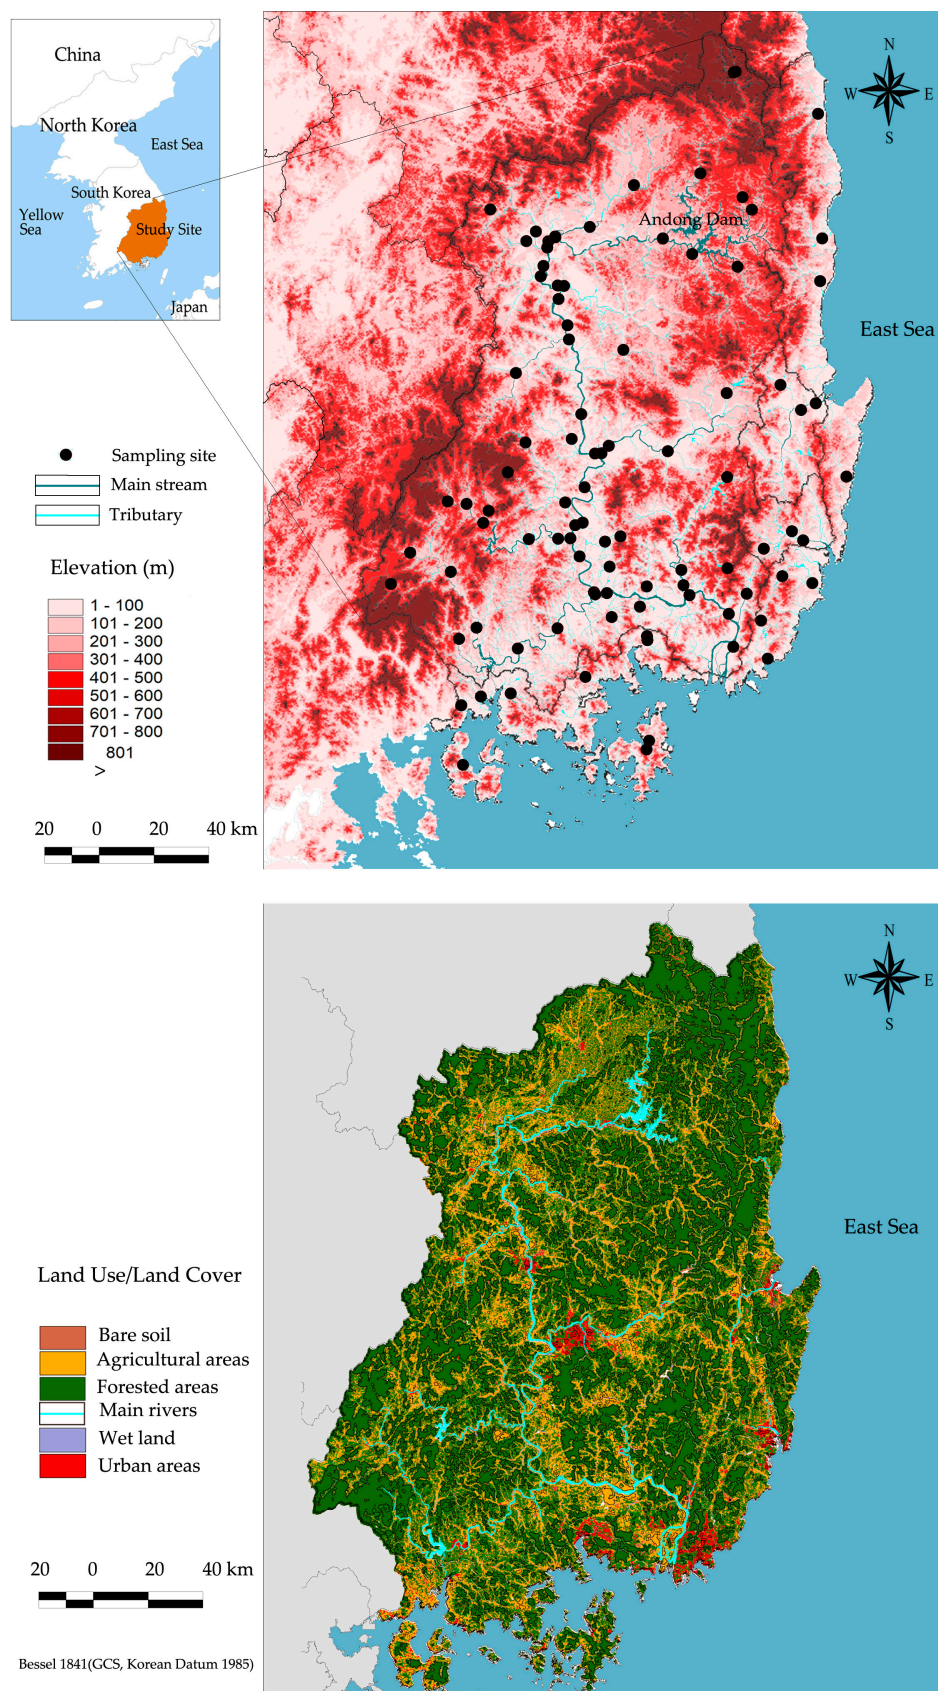 China
North Korea
East Sea
South Korea
Yellow
Sea
Study Site
Japan
N
W
E
S
Andong Dam
East Sea
Sampling site
Main stream
Tributary
Elevation (m)
1 - 100
101 - 200
201 - 300
301 - 400
401 - 500
501 - 600
601 - 700
701 - 800
801
>
20 0 20 40 km
N
W
E
S
East Sea
Land Use/Land Cover
Bare soil
Agricultural areas
Forested areas
Main rivers
Wet land
Urban areas
20 0 20 40 km
Bessel 1841(GCS, Korean Datum 1985)